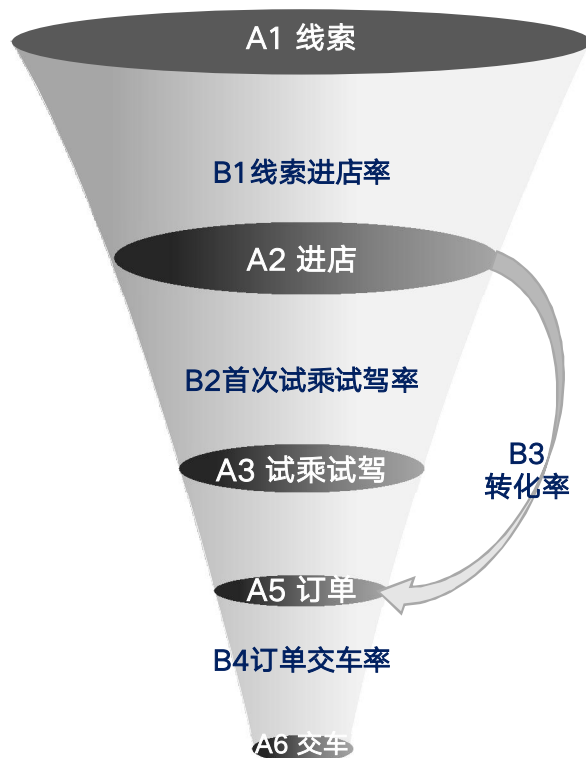 A1 线索
B1线索进店率
A2 进店
B2首次试乘试驾率
B3
转化率
A3 试乘试驾
A5 订单
B4订单交车率
A6 交车